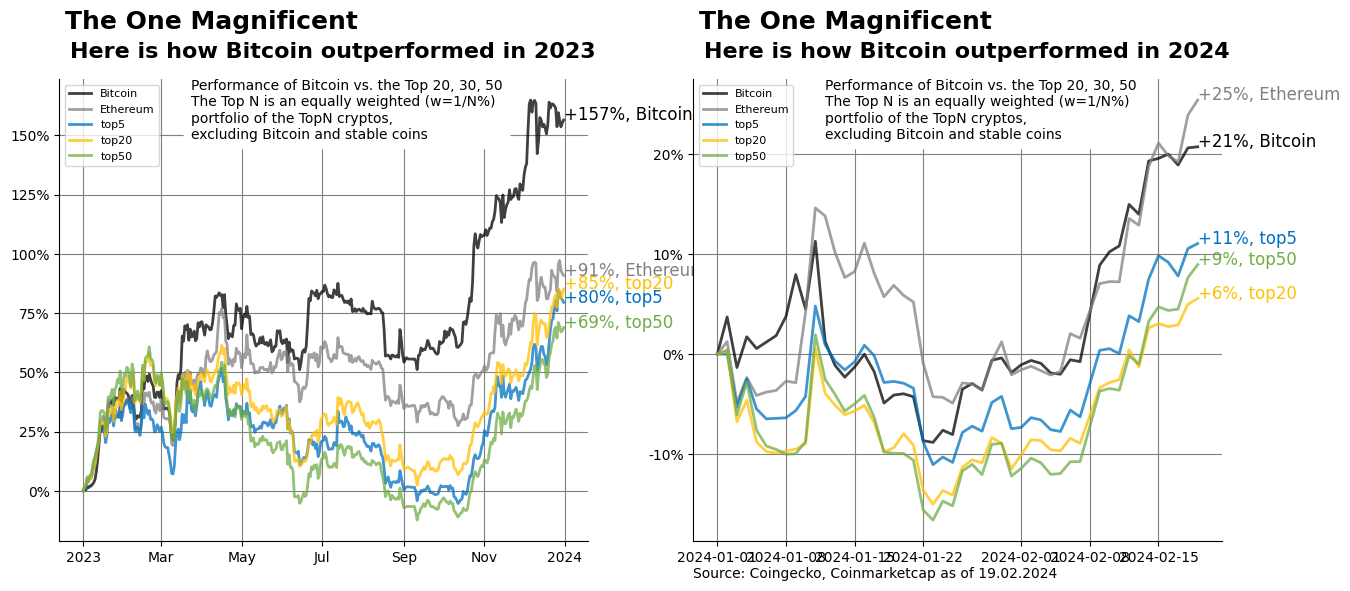 The One Magnificent
Here is how Bitcoin outperformed in 2023
Performance of Bitcoin vs. the Top 20, 30, 50
The Top N is an equally weighted (w=1/N%)
portfolio of the TopN cryptos,
excluding Bitcoin and stable coins
Bitcoin
Ethereum
top5
top20
top50
150%
125%
100%
75%
50%
25%
0%
+157%, Bitcoin
+91%, Ethereum
+85%, top20
+80%, top5
+69%, top50
2023
Mar
May
Jul
Sep
Nov
2024
The One Magnificent
Here is how Bitcoin outperformed in 2024
Performance of Bitcoin vs. the Top 20, 30, 50
The Top N is an equally weighted (w=1/N%)
portfolio of the TopN cryptos,
excluding Bitcoin and stable coins
Bitcoin
Ethereum
top5
top20
top50
20%
10%
0%
-10%
+25%, Ethereum
+21%, Bitcoin
+11%, top5
+9%, top50
+6%, top20
2024-01-01
2024-01-08
2024-01-15
2024-01-22
2024-02-01
2024-02-08
2024-02-15
Source: Coingecko, Coinmarketcap as of 19.02.2024